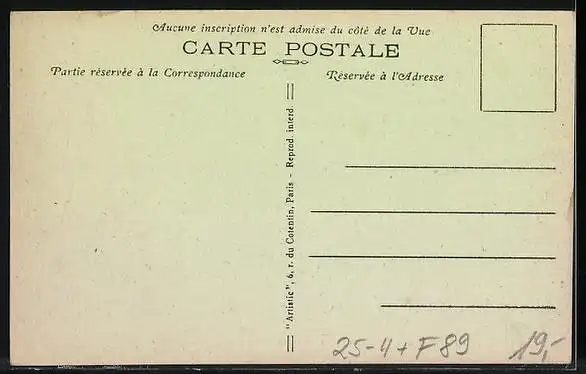 Aucune inscription n'est admise du côté de la Vue
CARTE POSTALE
Partie réservée à la Correspondance
Réservée à l'Adresse
"Artistic", 6, r. du Cotentin, Paris - Reprod. interd.
25-4+F89
19,-